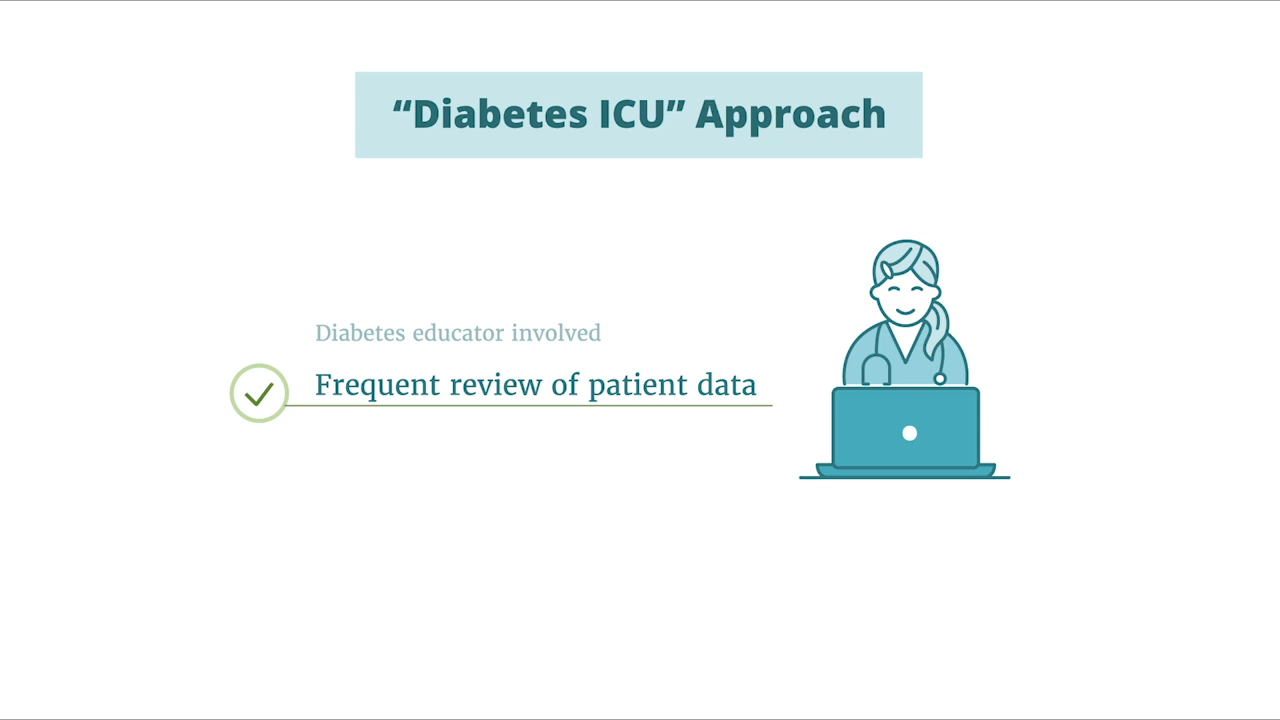 “Diabetes ICU” Approach
Diabetes educator involved
Frequent review of patient data